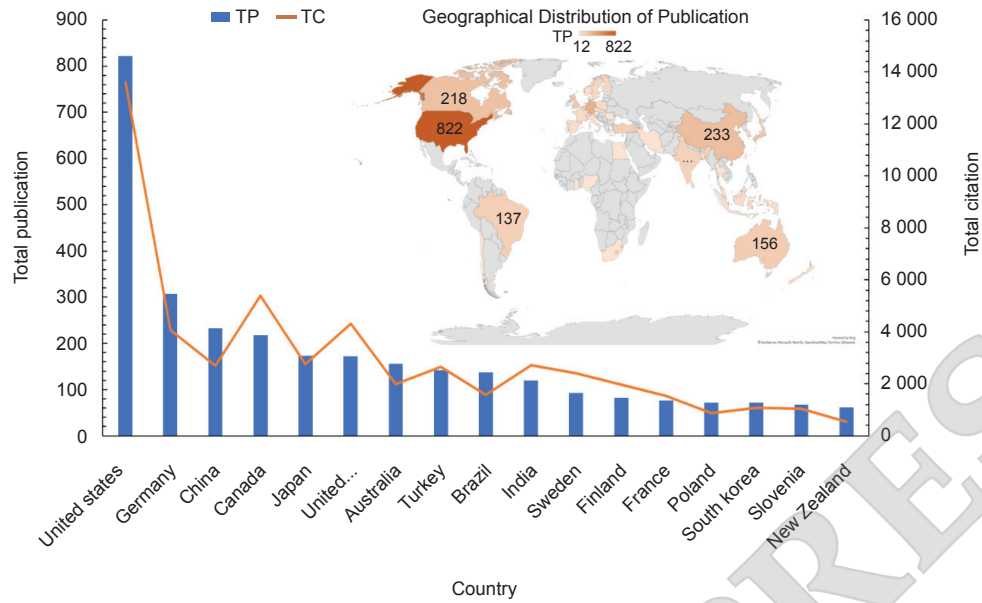 TP TC
Geographical Distribution of Publication
TP
12 822
218
822
233
...
137
156
Total publication
900
800
700
600
500
400
300
200
100
0
16 000
14 000
12 000
10 000
8 000
6 000
4 000
2 000
0
Total citation
United states
Germany
China
Canada
Japan
United...
Australia
Turkey
Brazil
India
Sweden
Finland
France
Poland
South korea
Slovenia
New Zealand
Country
RES